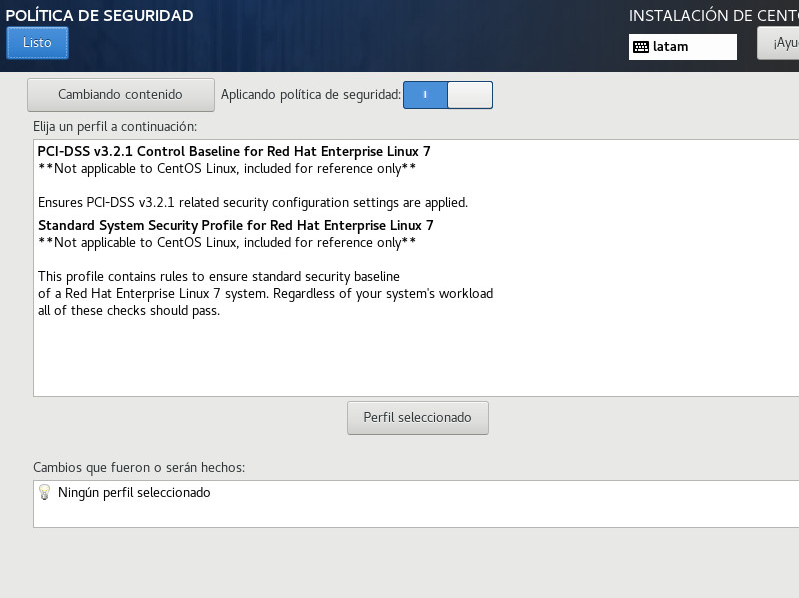 POLÍTICA DE SEGURIDAD
INSTALACIÓN DE CENTO
Listo
latam
¡Ayu
Cambiando contenido
Aplicando política de seguridad:
Elija un perfil a continuación:
PCI-DSS v3.2.1 Control Baseline for Red Hat Enterprise Linux 7
**Not applicable to CentOS Linux, included for reference only**
Ensures PCI-DSS v3.2.1 related security configuration settings are applied.
Standard System Security Profile for Red Hat Enterprise Linux 7
**Not applicable to CentOS Linux, included for reference only**
This profile contains rules to ensure standard security baseline
of a Red Hat Enterprise Linux 7 system. Regardless of your system's workload
all of these checks should pass.
Perfil seleccionado
Cambios que fueron o serán hechos:
Ningún perfil seleccionado